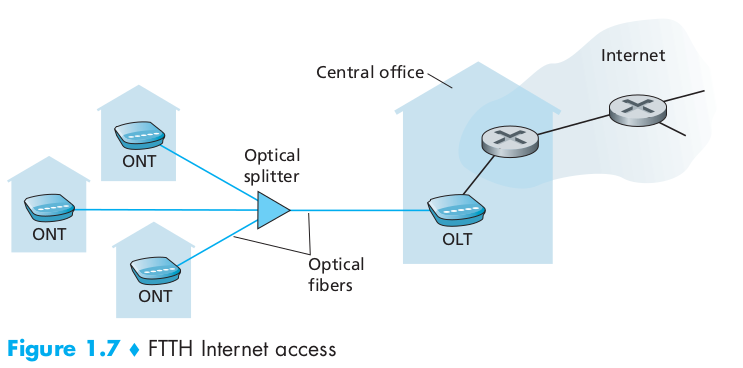 Internet
Central office
ONT
Optical
splitter
ONT
OLT
Optical
fibers
ONT
Figure 1.7 ♦ FTTH Internet access